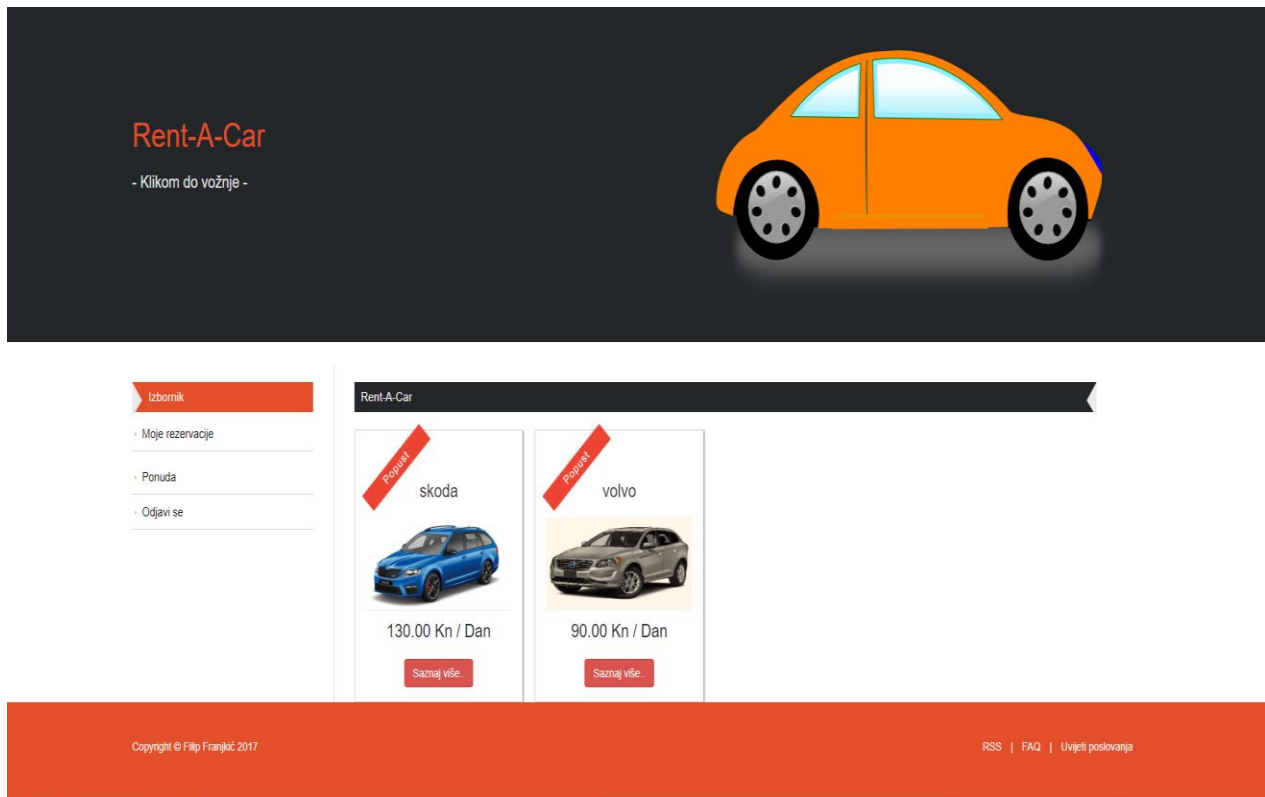 Rent-A-Car
- Klikom do vožnje -
Izbornik
Moje rezervacije
Ponuda
Odjavi se
Rent-A-Car
Popust
skoda
130.00 Kn / Dan
Saznaj više..
Popust
volvo
90.00 Kn / Dan
Saznaj više..
Copyright © Filip Franjkić 2017
RSS | FAQ | Uvijeti poslovanja